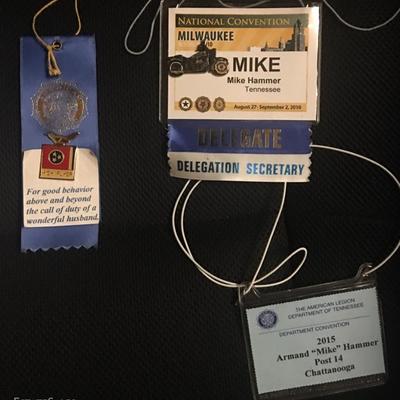 NATIONAL CONVENTION
MILWAUKEE
MIKE
Mike Hammer
Tennessee
August 27- September 2, 2010
DELEGATE
DELEGATION SECRETARY
For good behavior
above and beyond
the call of duty of a
wonderful husband.
THE AMERICAN LEGION
DEPARTMENT OF TENNESSEE
DEPARTMENT CONVENTION
2015
Armand "Mike" Hammer
Post 14
Chattanooga